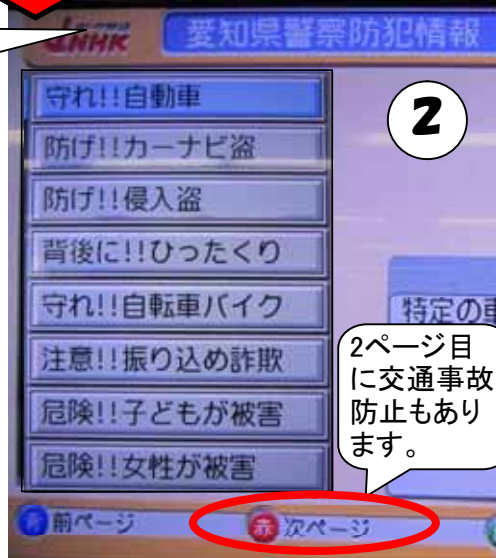 NHK
愛知県警察防犯情報
2
守れ!!自動車
防げ!!カーナビ盗
防げ!!侵入盗
背後に!!ひったくり
守れ!!自転車バイク
注意!!振り込め詐欺
危険!!子どもが被害
危険!!女性が被害
特定の車
2ページ目
に交通事故
防止もあり
ます。
青 前ページ
赤 次ページ